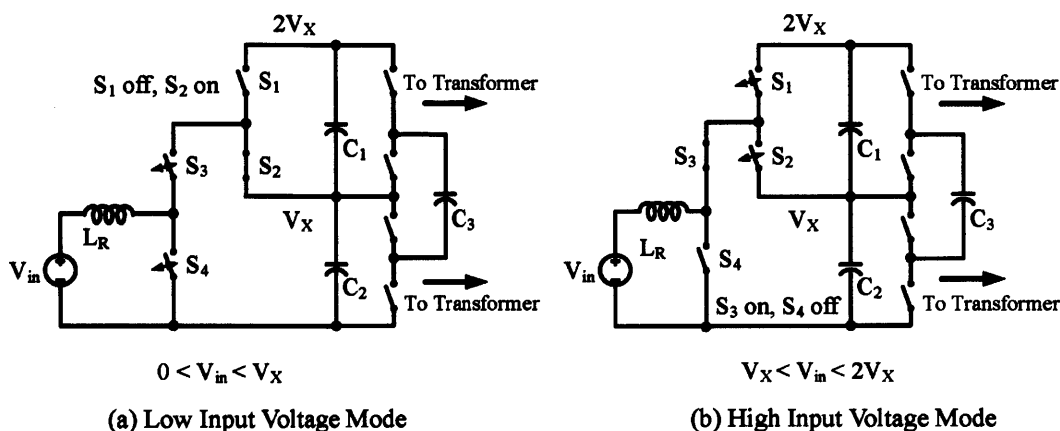 2V_X
S_1 off, S_2 on
S_1
To Transformer
C_1
S_3
S_2
L_R
V_X
C_3
V_in
S_4
C_2
To Transformer
0 < V_in < V_X
(a) Low Input Voltage Mode
2V_X
S_1
To Transformer
C_1
S_3
S_2
L_R
V_X
C_3
V_in
S_4
C_2
S_3 on, S_4 off
To Transformer
V_X < V_in < 2V_X
(b) High Input Voltage Mode